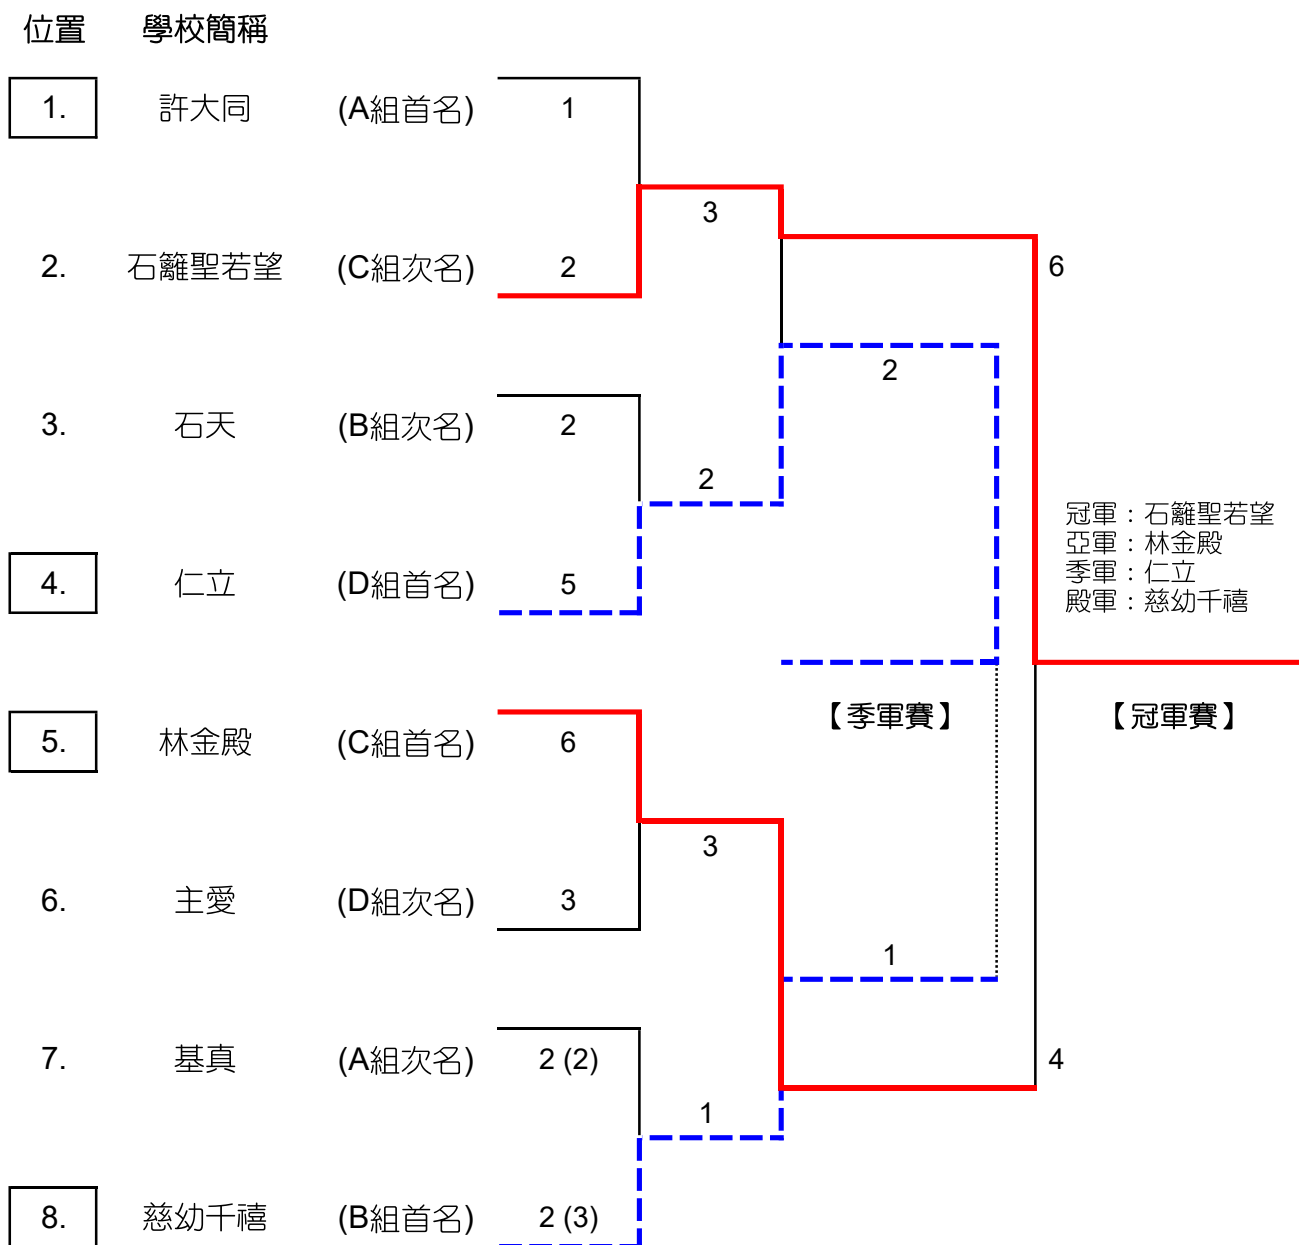 位置 學校簡稱
1. 許大同 (A組首名) 1
3
2. 石籬聖若望 (C組次名) 2
6
2
3. 石天 (B組次名) 2
2
冠軍：石籬聖若望
亞軍：林金殿
季軍：仁立
殿軍：慈幼千禧
4. 仁立 (D組首名) 5
【季軍賽】 【冠軍賽】
5. 林金殿 (C組首名) 6
3
6. 主愛 (D組次名) 3
1
7. 基真 (A組次名) 2 (2)
4
1
8. 慈幼千禧 (B組首名) 2 (3)